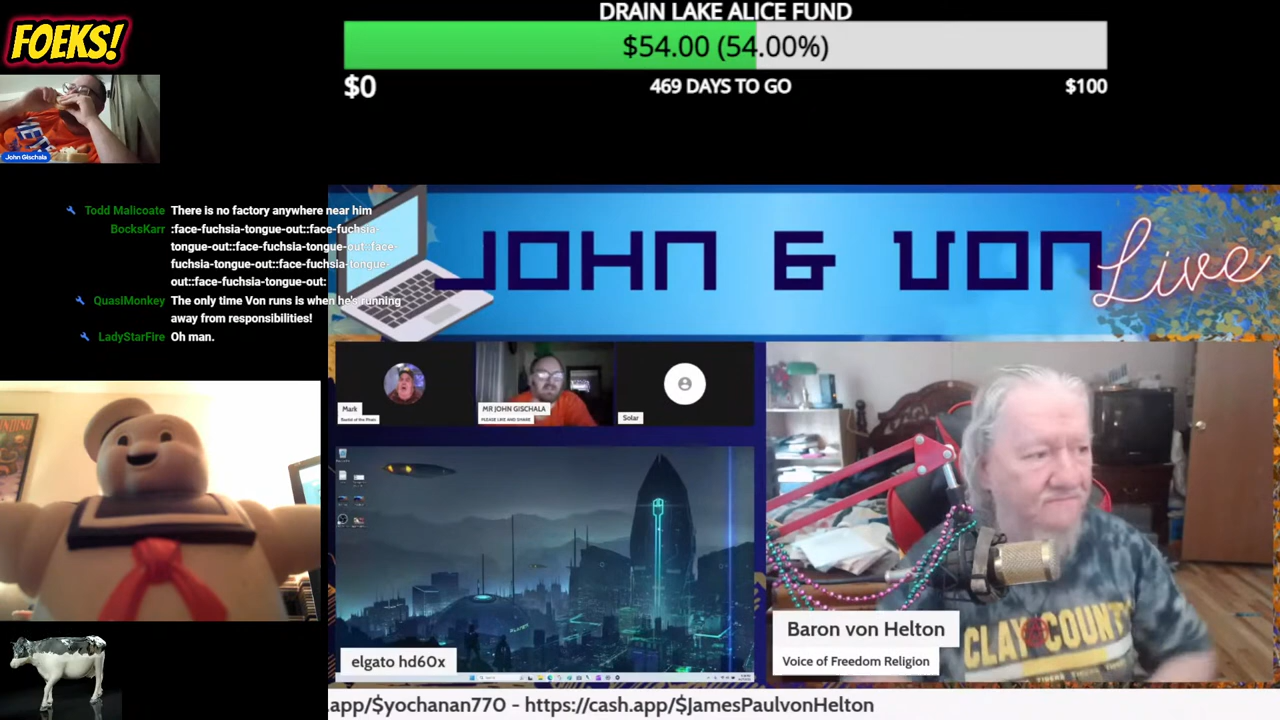 DRAIN LAKE ALICE FUND
FOEKS!
$54.00 (54.00%)
$0
469 DAYS TO GO
$100
John Gischala
Todd Malicoate There is no factory anywhere near him
BocksKarr :face-fuchsia-tongue-out::face-fuchsia-
tongue-out::face-fuchsia-tongue-out::face-
fuchsia-tongue-out::face-fuchsia-tongue-
out::face-fuchsia-tongue-out:
QuasiMonkey The only time Von runs is when he's running
away from responsibilities!
LadyStarFire Oh man.
JOHN & VON Live
Mark
MR JOHN GISCHALA
PLEASE LIKE AND SHARE
Solar
elgato hd60x
Baron von Helton
Voice of Freedom Religion
CLAY COUNTY
.app/$yochanan770 - https://cash.app/$JamesPaulvonHelton